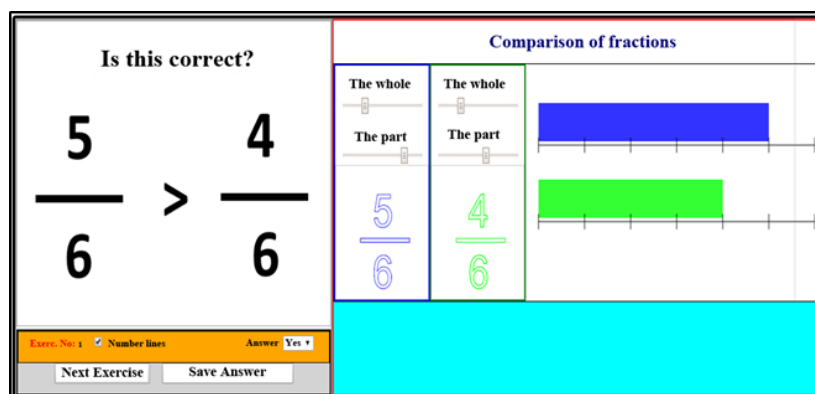 Is this correct?
5
6
>
4
6
Exerc. No: 1 Number lines Answer Yes
Next Exercise Save Answer
Comparison of fractions
The whole
The part
5
6
The whole
The part
4
6